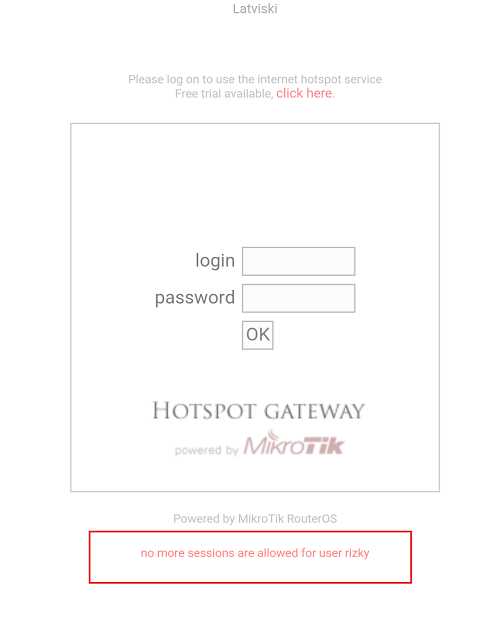 Latviski
Please log on to use the internet hotspot service
Free trial available, click here.
login
password
OK
HOTSPOT GATEWAY
powered by MikroTik
Powered by MikroTik RouterOS
no more sessions are allowed for user rizky